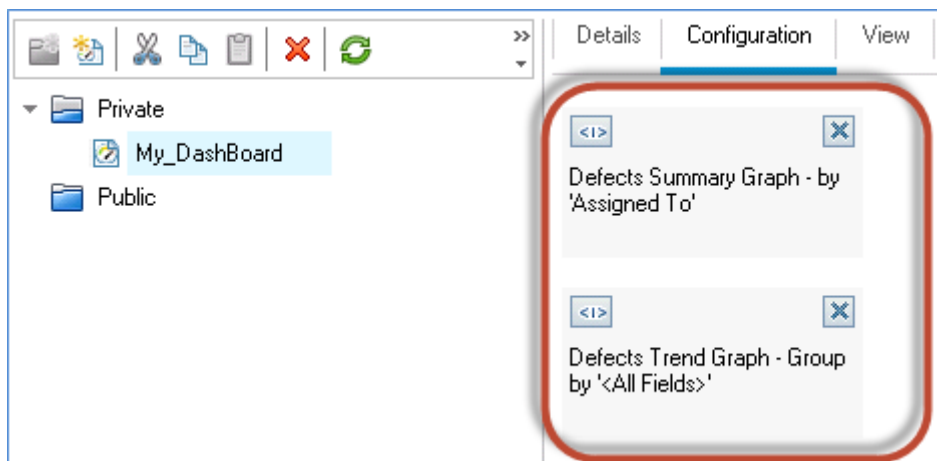 Details Configuration View
Private
My_DashBoard
Public
Defects Summary Graph - by
'Assigned To'
Defects Trend Graph - Group
by '<All Fields>'